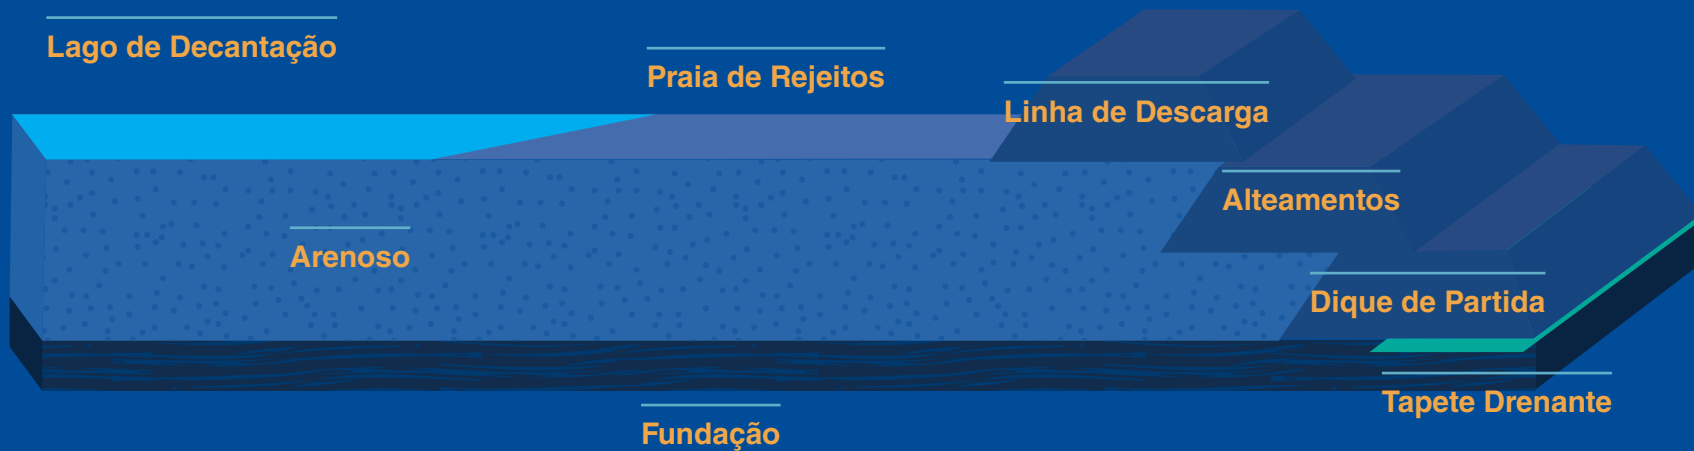 Lago de Decantação
Praia de Rejeitos
Linha de Descarga
Alteamentos
Arenoso
Dique de Partida
Tapete Drenante
Fundação